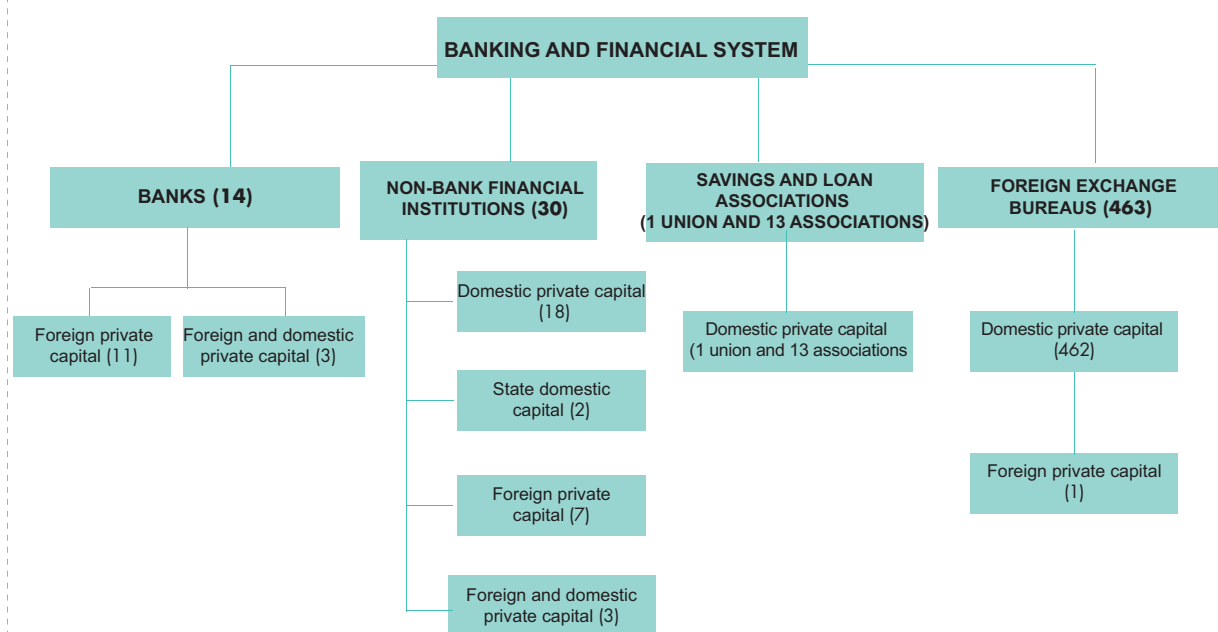 BANKING AND FINANCIAL SYSTEM
BANKS (14)
NON-BANK FINANCIAL
INSTITUTIONS (30)
SAVINGS AND LOAN
ASSOCIATIONS
(1 UNION AND 13 ASSOCIATIONS)
FOREIGN EXCHANGE
BUREAUS (463)
Foreign private
capital (11)
Foreign and domestic
private capital (3)
Domestic private capital
(18)
State domestic
capital (2)
Foreign private
capital (7)
Foreign and domestic
private capital (3)
Domestic private capital
(1 union and 13 associations
Domestic private capital
(462)
Foreign private capital
(1)